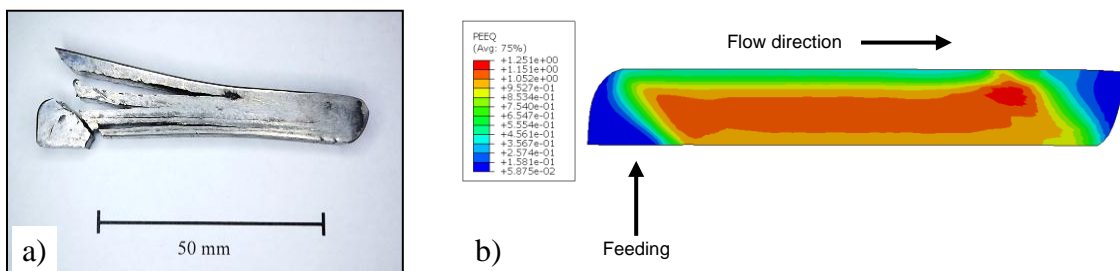 a)
50 mm
PEEQ
(Avg: 75%)
+1.251e+00
+1.151e+00
+1.052e+00
+9.527e-01
+8.534e-01
+7.540e-01
+6.547e-01
+5.554e-01
+4.561e-01
+3.567e-01
+2.574e-01
+1.581e-01
+5.875e-02
Flow direction
b)
Feeding